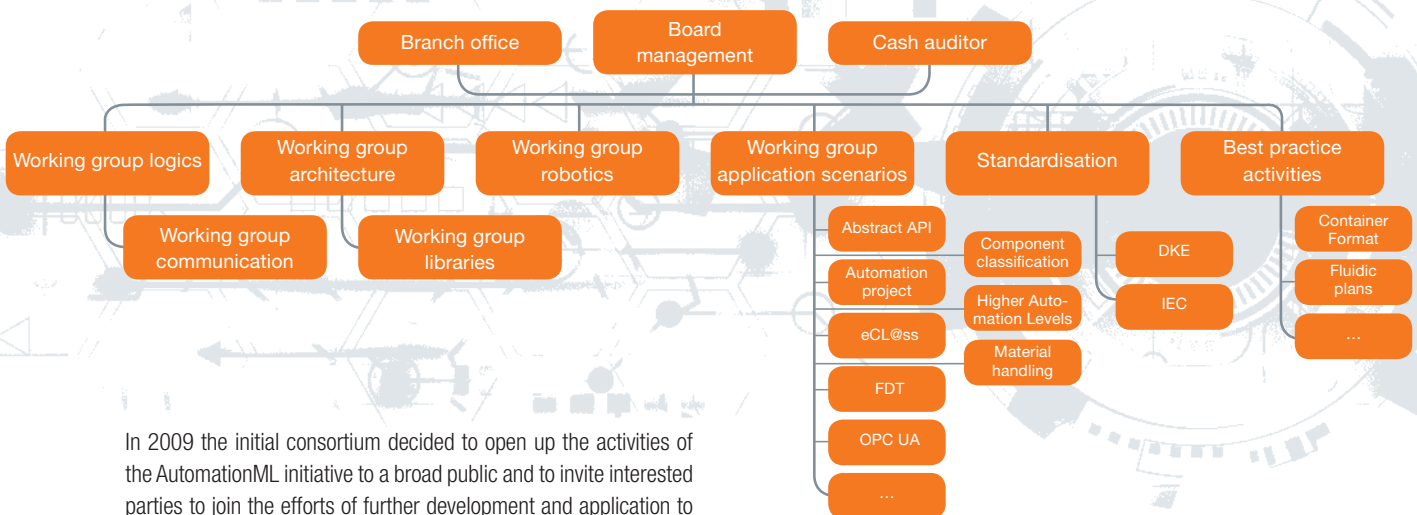 Branch office
Board
management
Cash auditor
Working group logics
Working group
architecture
Working group
robotics
Working group
application scenarios
Standardisation
Best practice
activities
Working group
communication
Working group
libraries
Abstract API
Automation
project
eCL@ss
FDT
OPC UA
...
Component
classification
Higher Auto-
mation Levels
Material
handling
DKE
IEC
Container
Format
Fluidic
plans
...
In 2009 the initial consortium decided to open up the activities of
the AutomationML initiative to a broad public and to invite interested
parties to join the efforts of further development and application to